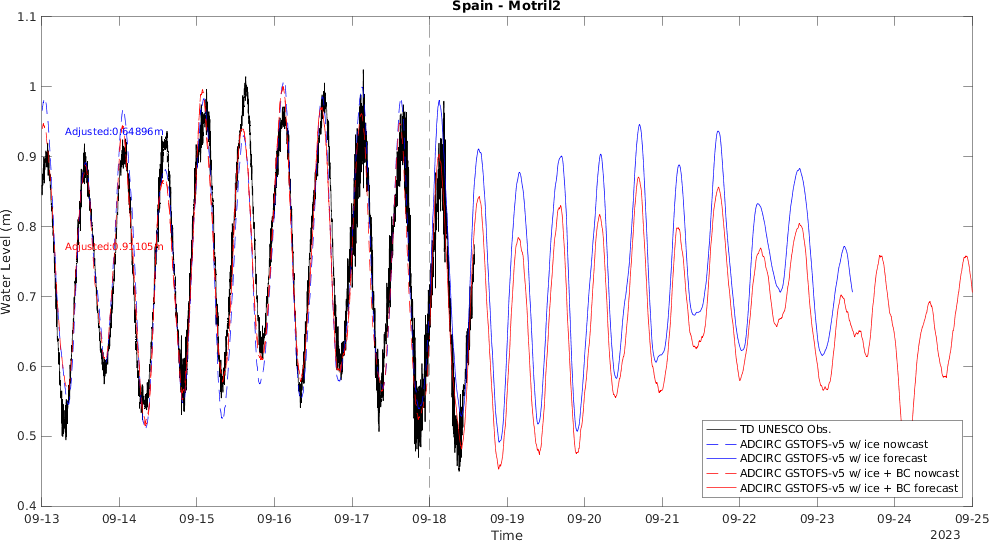 Spain - Motril2
1.1
1
0.9
0.8
0.7
0.6
0.5
0.4
Water Level (m)
Adjusted:0.64896m
Adjusted:0.91105m
TD UNESCO Obs.
ADCIRC GSTOFS-v5 w/ ice nowcast
ADCIRC GSTOFS-v5 w/ ice forecast
ADCIRC GSTOFS-v5 w/ ice + BC nowcast
ADCIRC GSTOFS-v5 w/ ice + BC forecast
09-13 09-14 09-15 09-16 09-17 09-18 09-19 09-20 09-21 09-22 09-23 09-24 09-25
Time
2023